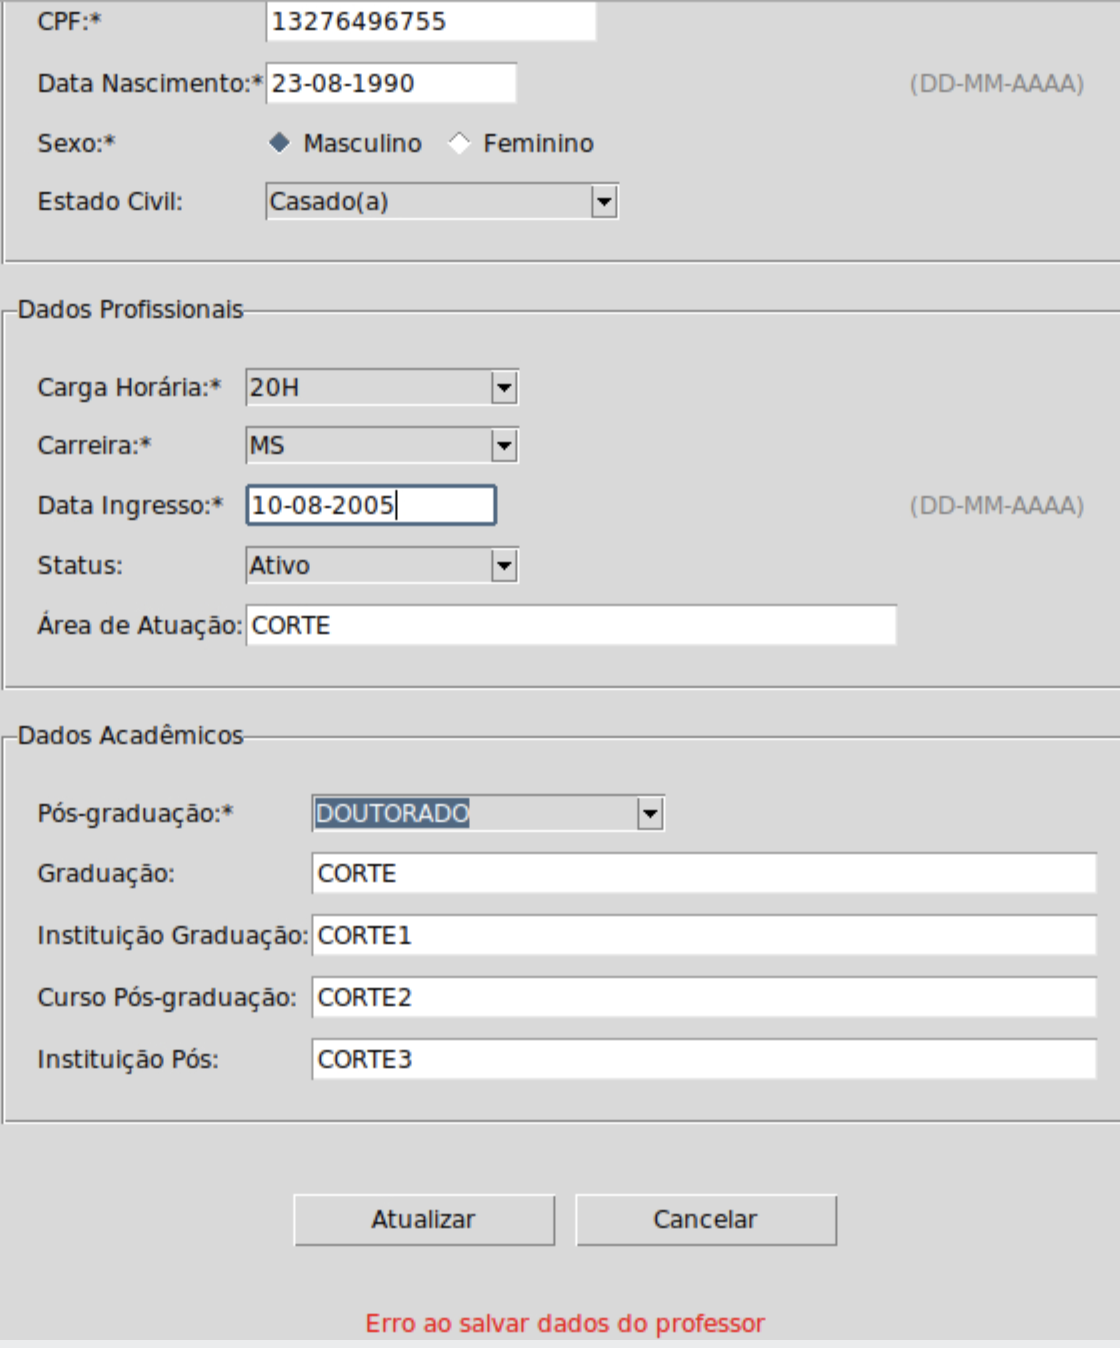 CPF:* 13276496755
Data Nascimento:* 23-08-1990 (DD-MM-AAAA)
Sexo:* Masculino Feminino
Estado Civil: Casado(a)
Dados Profissionais
Carga Horária:* 20H
Carreira:* MS
Data Ingresso:* 10-08-2005 (DD-MM-AAAA)
Status: Ativo
Área de Atuação: CORTE
Dados Acadêmicos
Pós-graduação:* DOUTORADO
Graduação: CORTE
Instituição Graduação: CORTE1
Curso Pós-graduação: CORTE2
Instituição Pós: CORTE3
Atualizar Cancelar
Erro ao salvar dados do professor